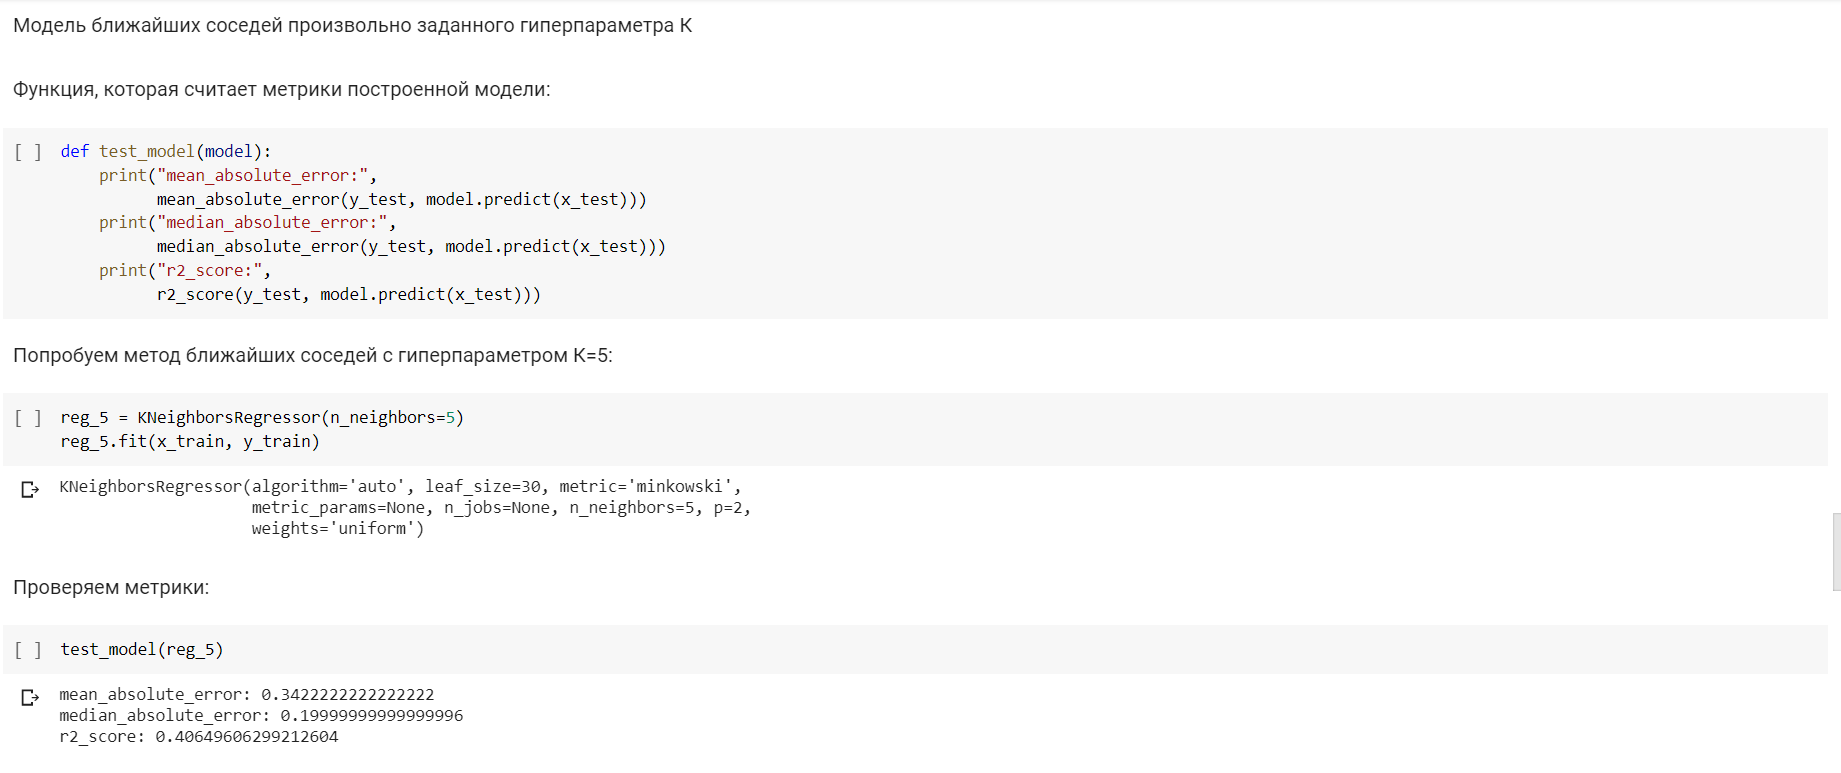 Модель ближайших соседей произвольно заданного гиперпараметра К
Функция, которая считает метрики построенной модели:
[ ] def test_model(model):
    print("mean_absolute_error:",
          mean_absolute_error(y_test, model.predict(x_test)))
    print("median_absolute_error:",
          median_absolute_error(y_test, model.predict(x_test)))
    print("r2_score:",
          r2_score(y_test, model.predict(x_test)))
Попробуем метод ближайших соседей с гиперпараметром К=5:
[ ] reg_5 = KNeighborsRegressor(n_neighbors=5)
reg_5.fit(x_train, y_train)
KNeighborsRegressor(algorithm='auto', leaf_size=30, metric='minkowski',
                    metric_params=None, n_jobs=None, n_neighbors=5, p=2,
                    weights='uniform')
Проверяем метрики:
[ ] test_model(reg_5)
mean_absolute_error: 0.3422222222222222
median_absolute_error: 0.19999999999999996
r2_score: 0.40649606299212604